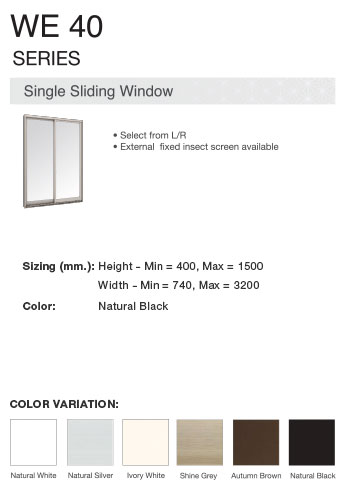 WE 40
SERIES
Single Sliding Window
• Select from L/R
• External fixed insect screen available
Sizing (mm.): Height - Min = 400, Max = 1500
Width - Min = 740, Max = 3200
Color: Natural Black
COLOR VARIATION:
Natural White Natural Silver Ivory White Shine Grey Autumn Brown Natural Black